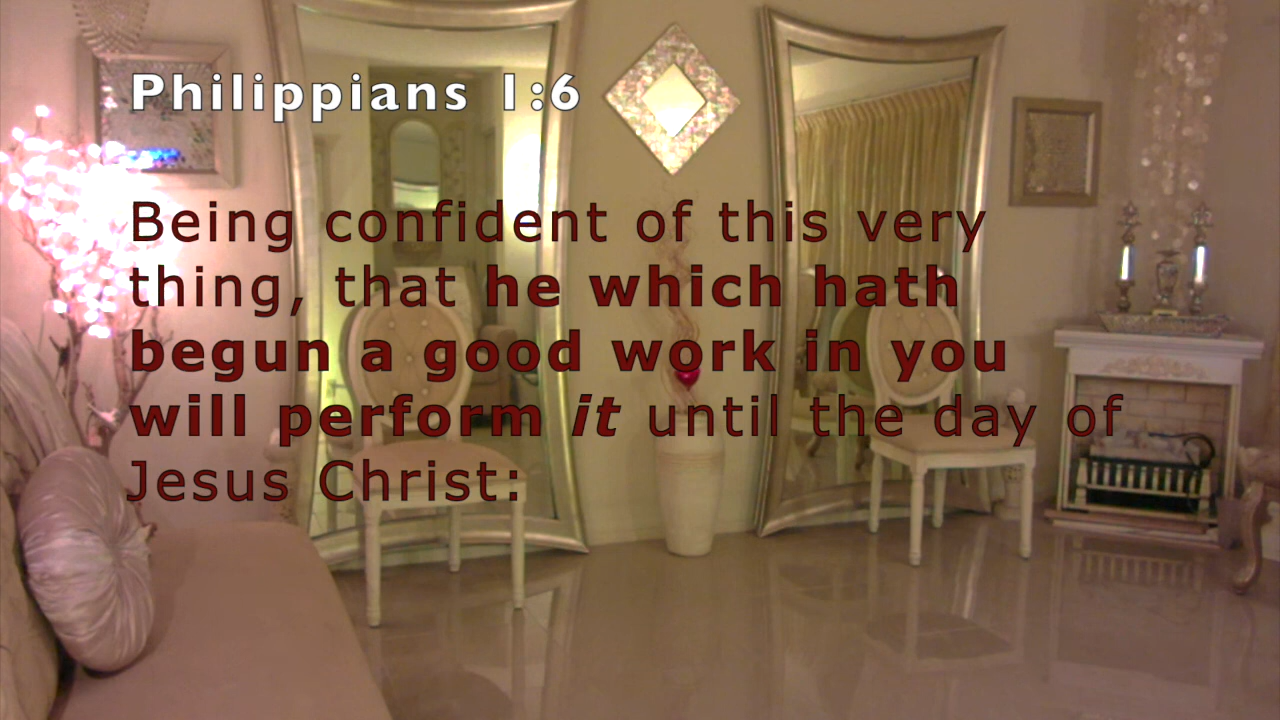 Philippians 1:6
Being confident of this very
thing, that he which hath
begun a good work in you
will perform it until the day of
Jesus Christ: